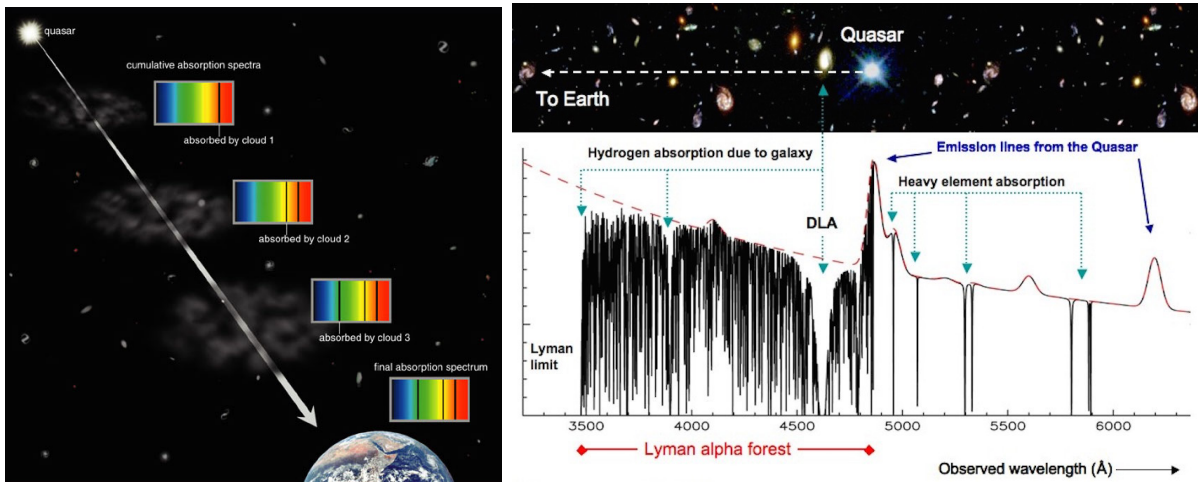 quasar
cumulative absorption spectra
absorbed by cloud 1
absorbed by cloud 2
absorbed by cloud 3
final absorption spectrum
Quasar
To Earth
Emission lines from the Quasar
Hydrogen absorption due to galaxy
Heavy element absorption
DLA
Lyman
limit
3500 4000 4500 5000 5500 6000
Lyman alpha forest
Observed wavelength (Å)